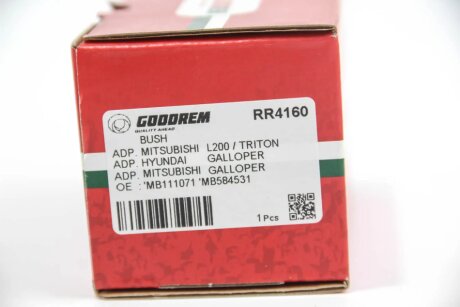 GOODREM
QUALITY AHEAD
RR4160
BUSH
ADP. MITSUBISHI L200 / TRITON
ADP. HYUNDAI GALLOPER
ADP. MITSUBISHI GALLOPER
OE : 'MB111071 'MB584531
1 Pcs